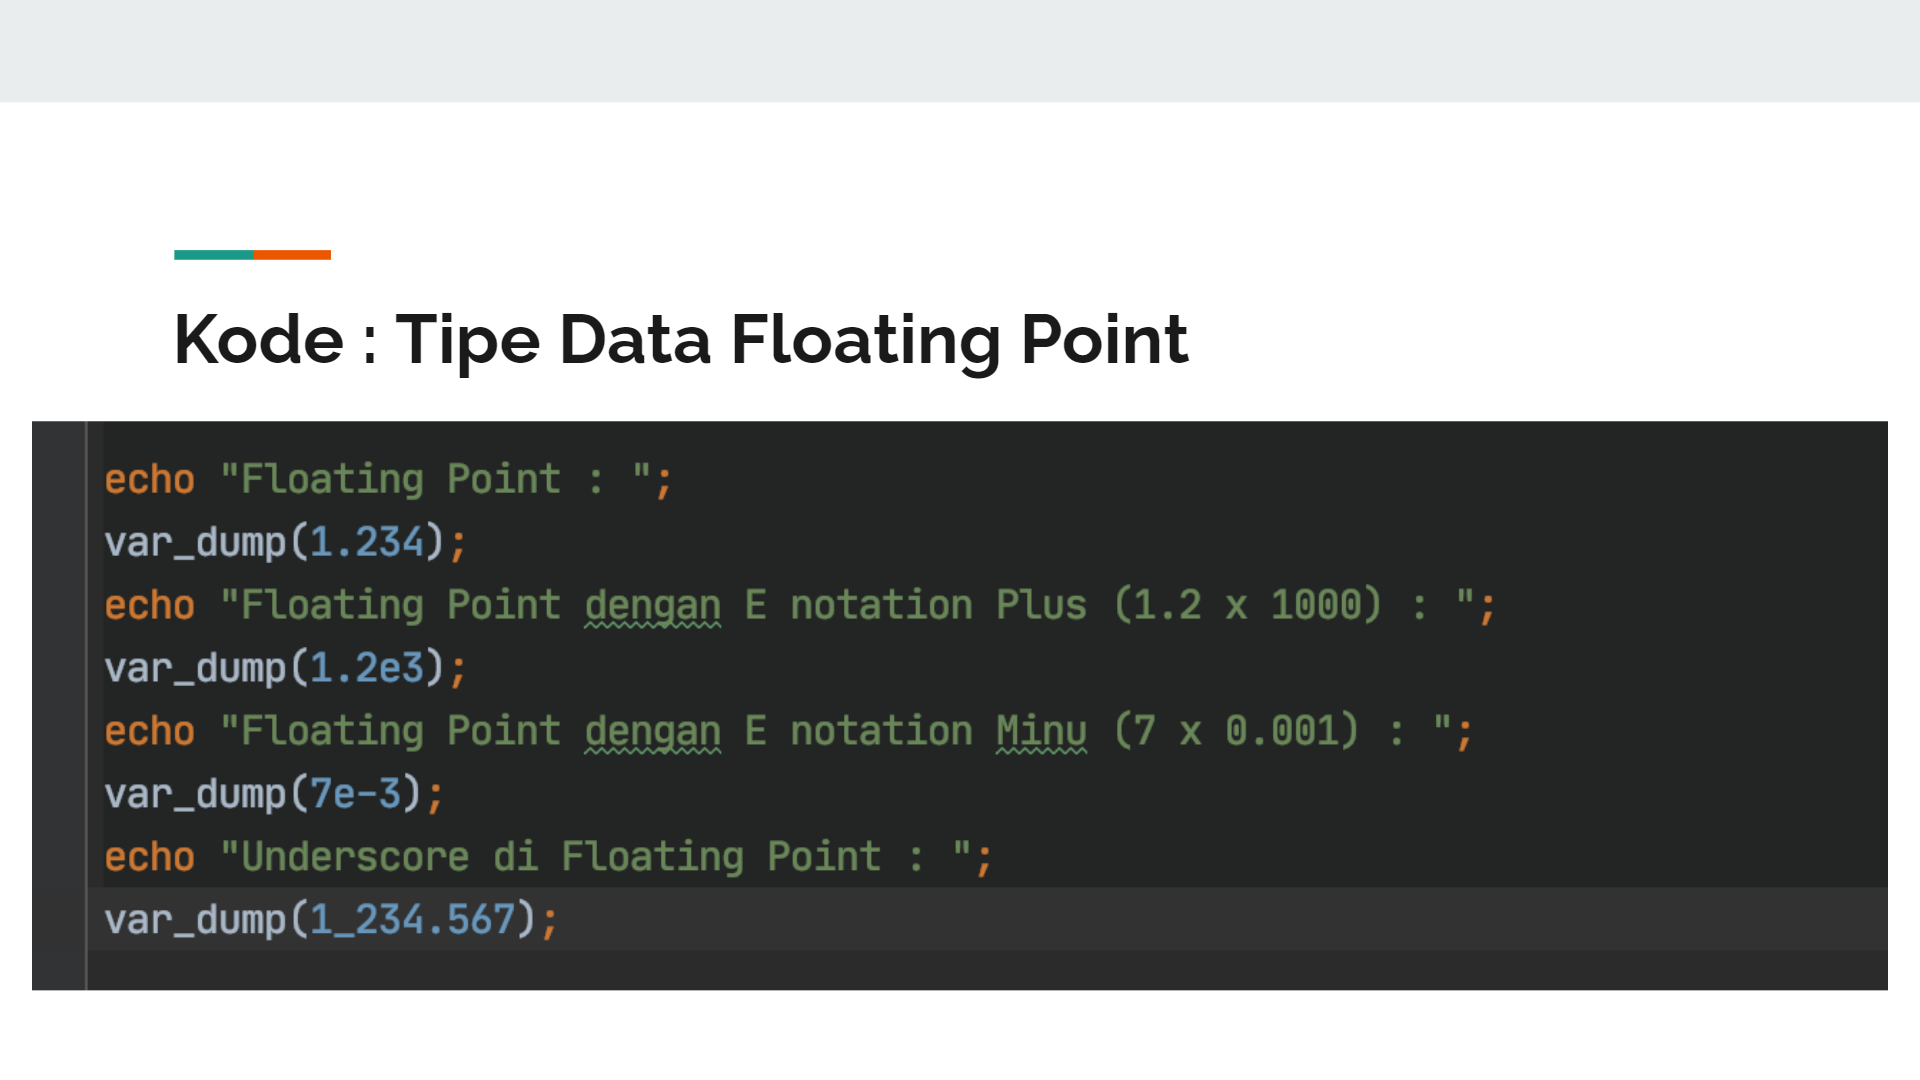 Kode : Tipe Data Floating Point
echo "Floating Point : ";
var_dump(1.234);
echo "Floating Point dengan E notation Plus (1.2 x 1000) : ";
var_dump(1.2e3);
echo "Floating Point dengan E notation Minu (7 x 0.001) : ";
var_dump(7e-3);
echo "Underscore di Floating Point : ";
var_dump(1_234.567);